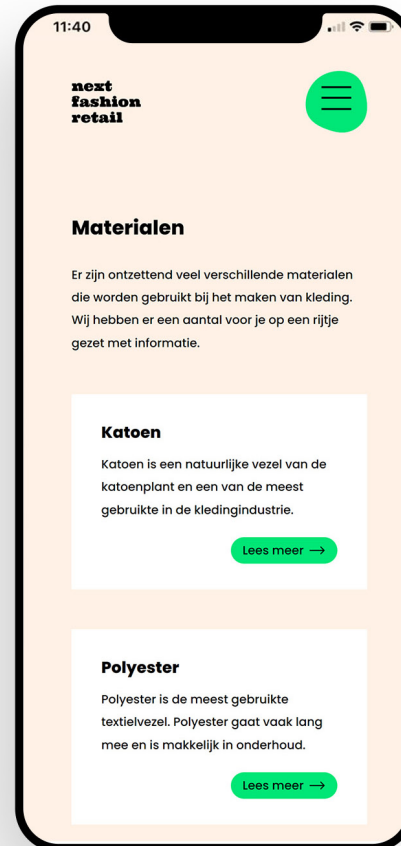 11:40
next
fashion
retail
Materialen
Er zijn ontzettend veel verschillende materialen
die worden gebruikt bij het maken van kleding.
Wij hebben er een aantal voor je op een rijtje
gezet met informatie.
Katoen
Katoen is een natuurlijke vezel van de
katoenplant en een van de meest
gebruikte in de kledingindustrie.
Lees meer →
Polyester
Polyester is de meest gebruikte
textielvezel. Polyester gaat vaak lang
mee en is makkelijk in onderhoud.
Lees meer →